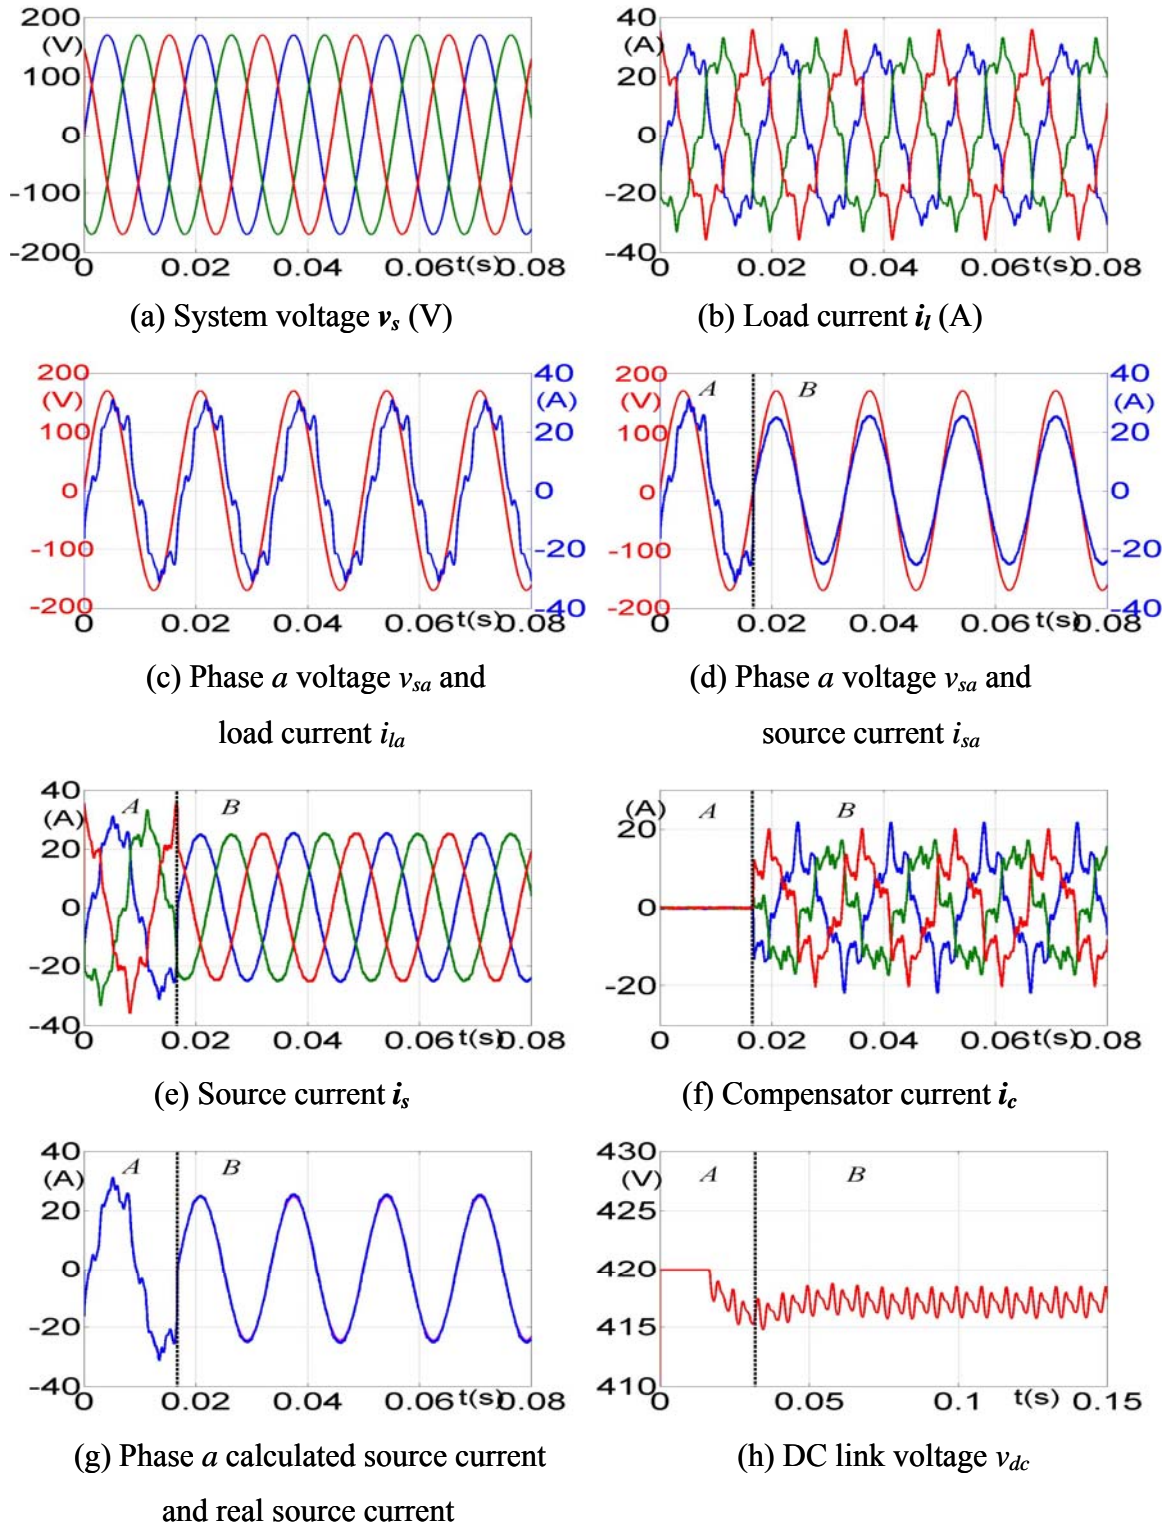 200
(V)
100
0
-100
-200
0 0.02 0.04 0.06 t(s) 0.08
(a) System voltage vs (V)
40
(A)
20
0
-20
-40
0 0.02 0.04 0.06 t(s) 0.08
(b) Load current il (A)
200
(V)
100
0
-100
-200
40
(A)
20
0
-20
-40
0 0.02 0.04 0.06 t(s) 0.08
(c) Phase a voltage vsa and
load current ila
200
(V)
100
0
-100
-200
A B
40
(A)
20
0
-20
-40
0 0.02 0.04 0.06 t(s) 0.08
(d) Phase a voltage vsa and
source current isa
40
(A)
20
0
-20
-40
A B
0 0.02 0.04 0.06 t(s) 0.08
(e) Source current is
(A)
20
0
-20
A B
0 0.02 0.04 0.06 t(s) 0.08
(f) Compensator current ic
40
(A)
20
0
-20
-40
A B
0 0.02 0.04 0.06 t(s) 0.08
(g) Phase a calculated source current
and real source current
430
(V)
425
420
415
410
A B
0 0.05 0.1 t(s) 0.15
(h) DC link voltage vdc